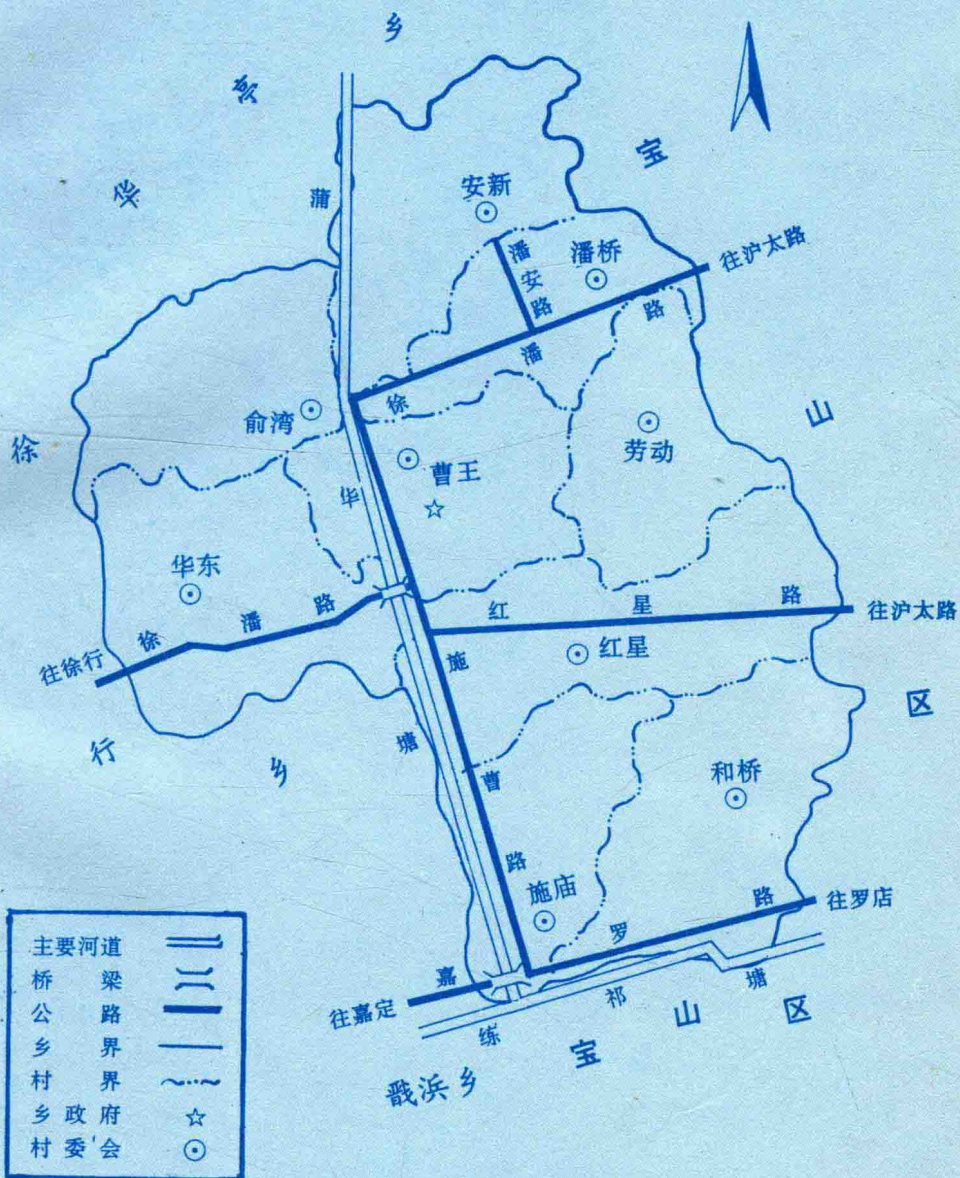 华亭乡
宝山区
徐行乡
蒲华塘
安新
潘桥
潘安路
往沪太路
徐潘路
俞湾
曹王
劳动
华东
徐潘路
往徐行
红星路
往沪太路
红星
施曹路
和桥
施庙
嘉罗路
往罗店
往嘉定
练祁塘
宝山区
戬浜乡
主要河道
桥梁
公路
乡界
村界
乡政府
村委会